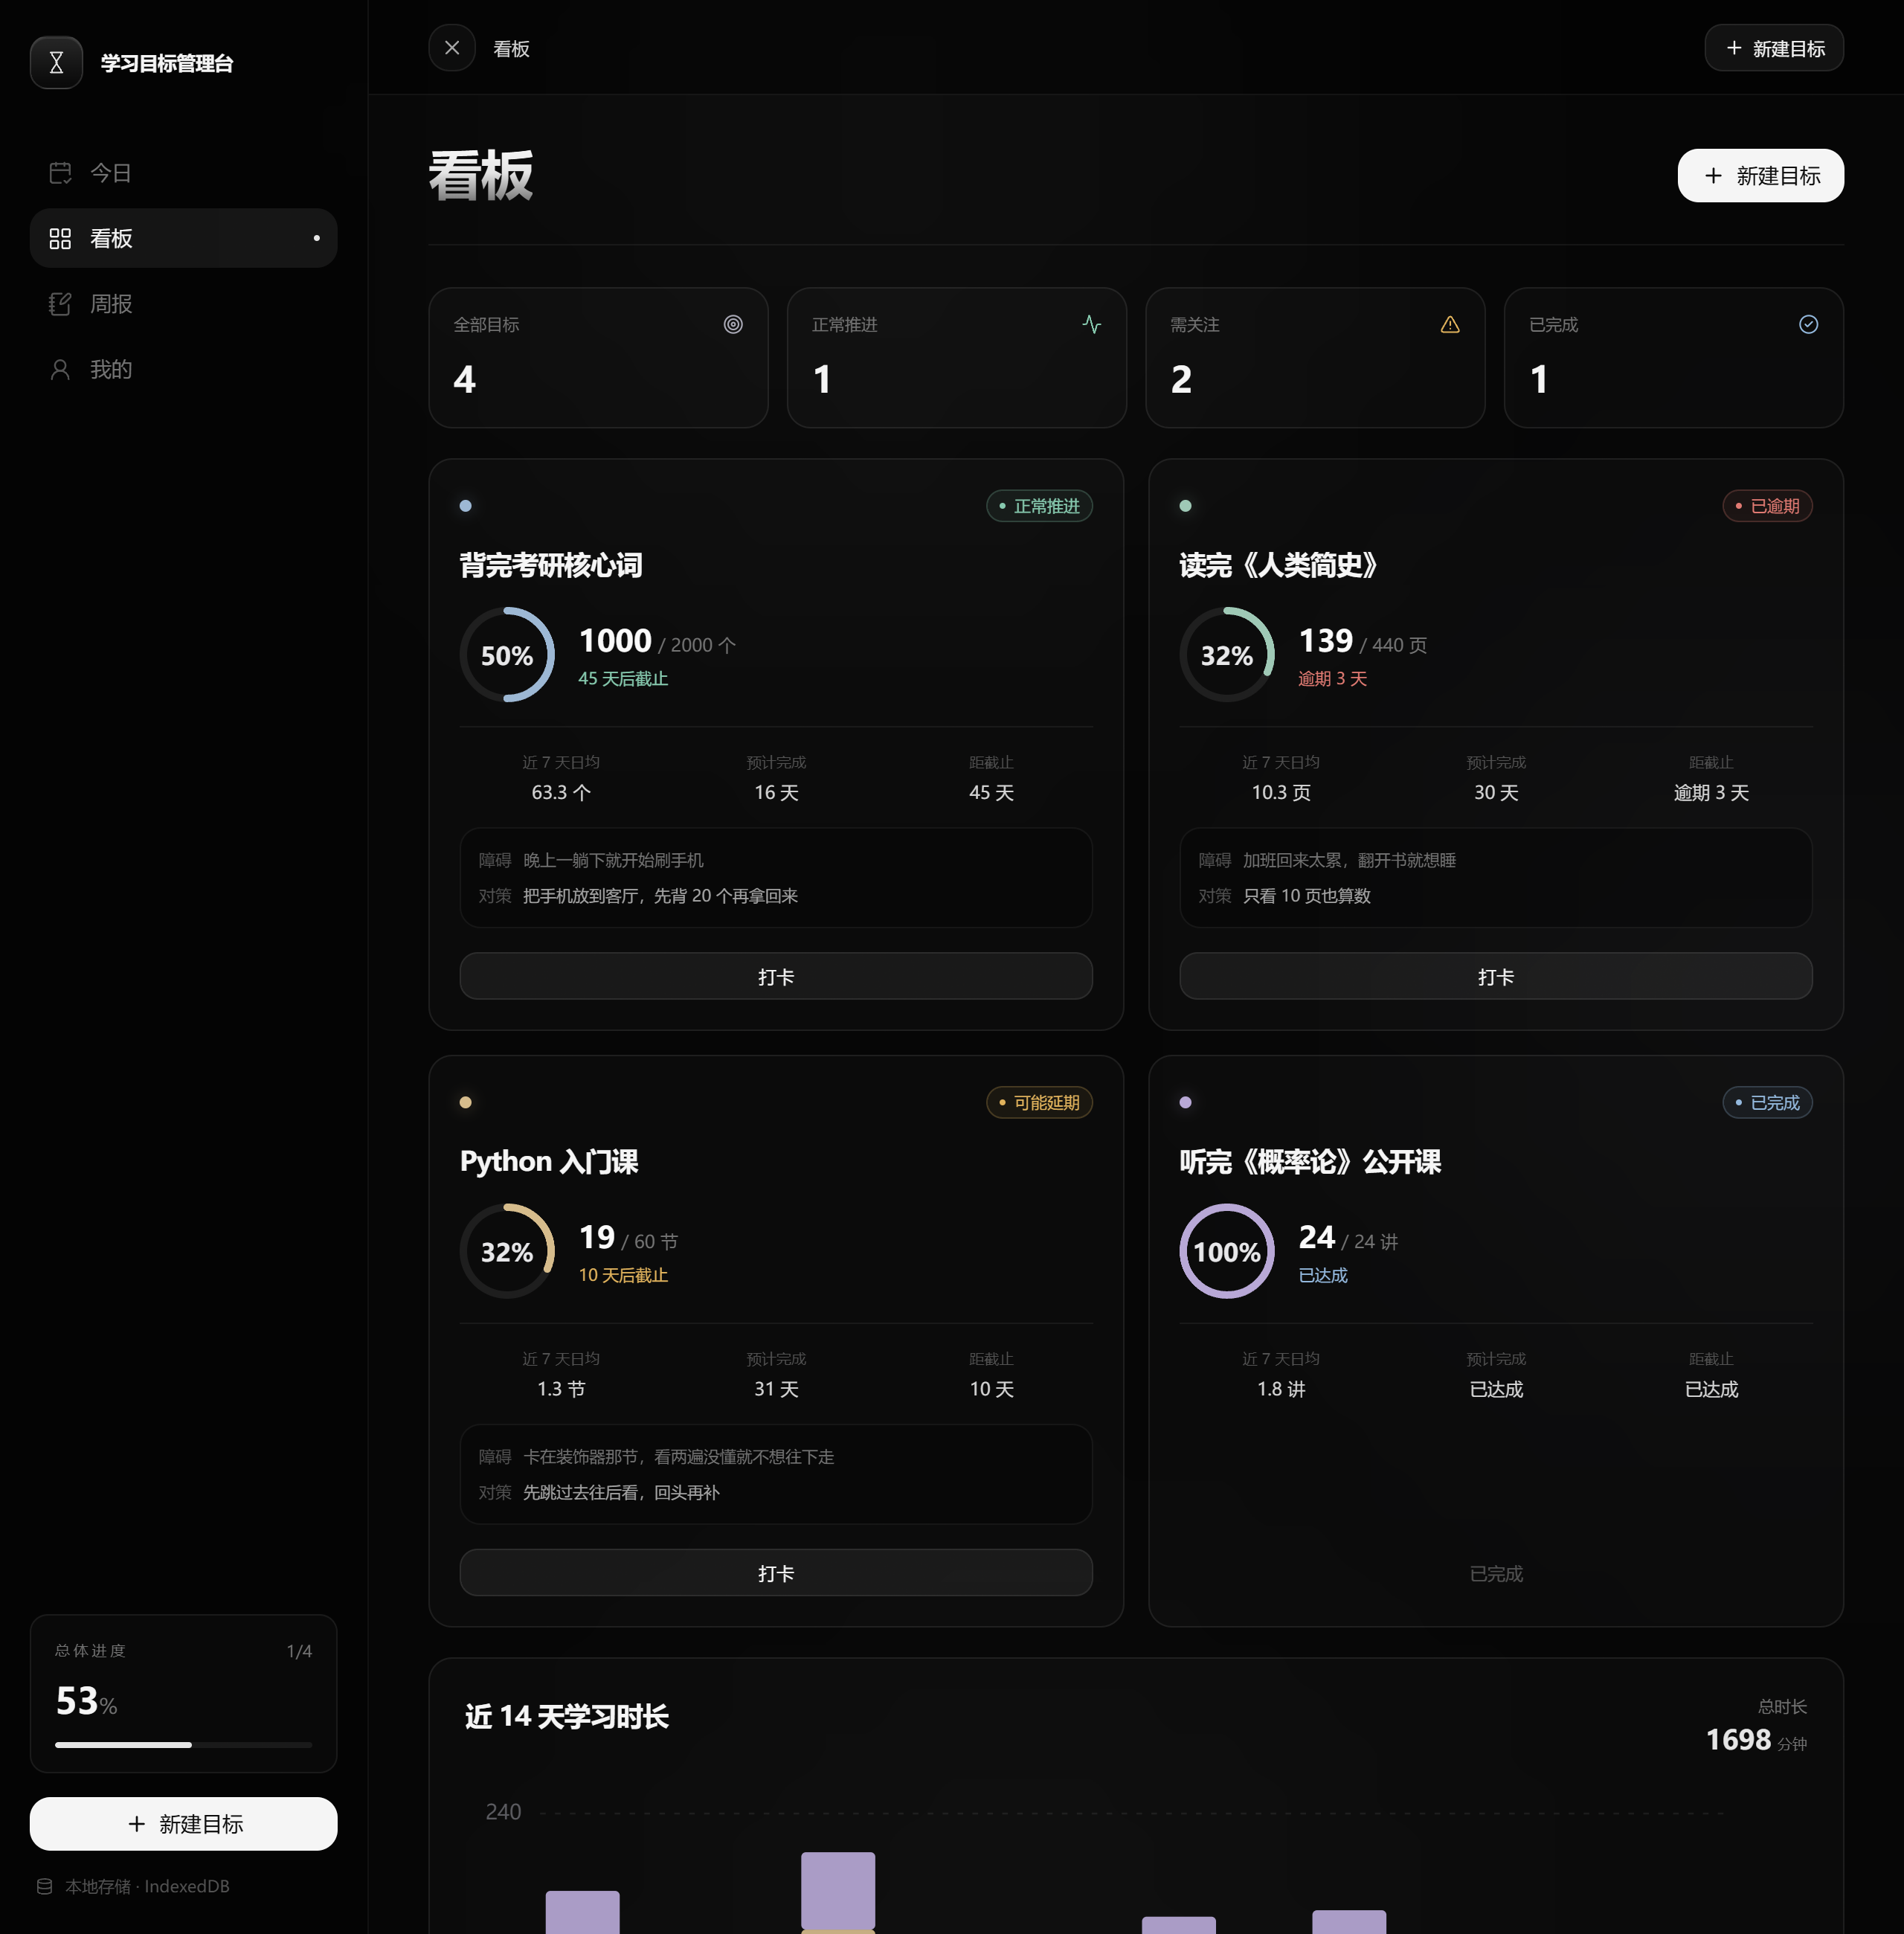 学习目标管理台
今日
看板
周报
我的
总体进度 1/4
53%
新建目标
本地存储 · IndexedDB
看板
新建目标
看板
新建目标
全部目标
4
正常推进
1
需关注
2
已完成
1
正常推进
背完考研核心词
50%
1000 / 2000 个
45 天后截止
近 7 天日均 预计完成 距截止
63.3 个 16 天 45 天
障碍 晚上一躺下就开始刷手机
对策 把手机放到客厅，先背 20 个再拿回来
打卡
已逾期
读完《人类简史》
32%
139 / 440 页
逾期 3 天
近 7 天日均 预计完成 距截止
10.3 页 30 天 逾期 3 天
障碍 加班回来太累，翻开书就想睡
对策 只看 10 页也算数
打卡
可能延期
Python 入门课
32%
19 / 60 节
10 天后截止
近 7 天日均 预计完成 距截止
1.3 节 31 天 10 天
障碍 卡在装饰器那节，看两遍没懂就不想往下走
对策 先跳过去往后看，回头再补
打卡
已完成
听完《概率论》公开课
100%
24 / 24 讲
已达成
近 7 天日均 预计完成 距截止
1.8 讲 已达成 已达成
已完成
近 14 天学习时长
总时长
1698 分钟
240